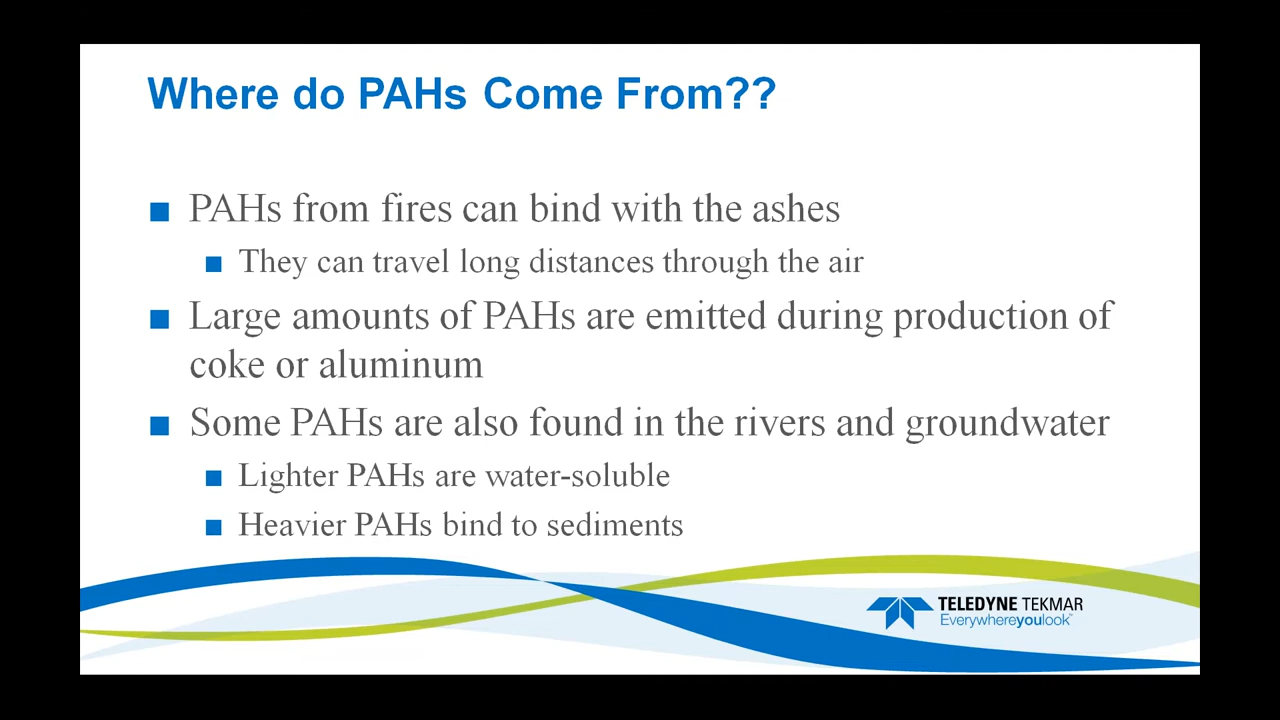 Where do PAHs Come From??
PAHs from fires can bind with the ashes
They can travel long distances through the air
Large amounts of PAHs are emitted during production of
coke or aluminum
Some PAHs are also found in the rivers and groundwater
Lighter PAHs are water-soluble
Heavier PAHs bind to sediments
TELEDYNE TEKMAR
Everywhereyoulook™